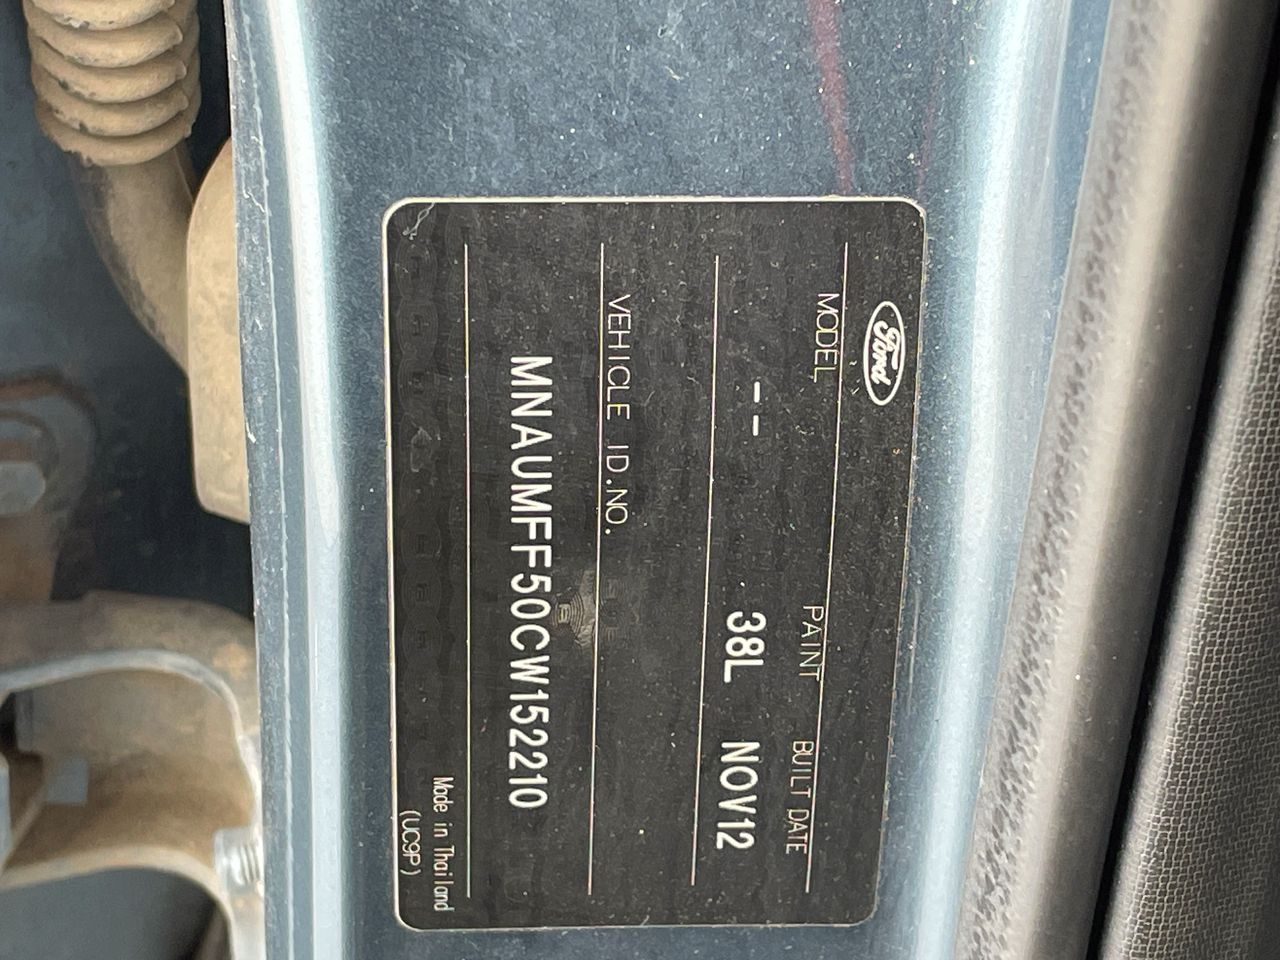 Ford
MODEL PAINT BUILT DATE
-- 38L NOV12
VEHICLE ID.NO.
MNAUMFF50CW152210
Made in Thailand
(UC9P)